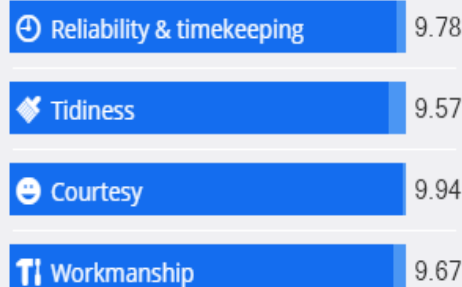 Reliability & timekeeping 9.78
Tidiness 9.57
Courtesy 9.94
Workmanship 9.67